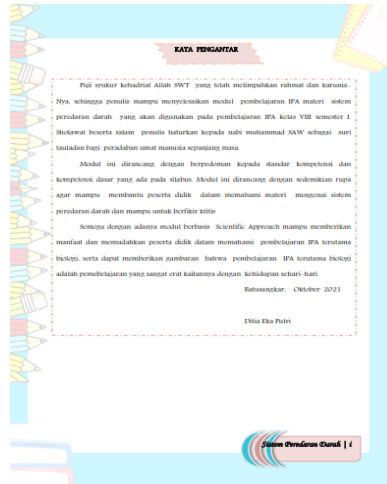 KATA PENGANTAR
Puji syukur kehadriat Allah SWT yang telah melimpahkan rahmat dan karunia-
Nya, sehingga penulis mampu menyelesaikan modul pembelajaran IPA materi sistem
peredaran darah yang akan digunakan pada pembelajaran IPA kelas VIII semester 1.
Sholawat beserta salam penulis haturkan kepada nabi muhammad SAW sebagai suri
tauladan bagi peradaban umat manusia sepanjang masa.
Modul ini dirancang dengan berpedoman kepada standar kompetensi dan
kompetensi dasar yang ada pada silabus. Modul ini dirancang dengan sedemikian rupa
agar mampu membantu peserta didik dalam memahami materi mengenai sistem
peredaran darah dan mampu untuk berfikir kiitis
Semoga dengan adanya modul berbasis Scientific Approach mampu memberikan
manfaat dan memudahkan peserta didik dalam memahami pembelajaran IPA terutama
biologi, serta dapat memberikan gambaran bahwa pembelajaran IPA terutama biologi
adalah pemebelajaran yang sangat erat kaitannya dengan kehidupan sehari-hari.
Batusangkar, Oktober 2021
Ditia Eka Putri
Sistem Peredaran Darah | i